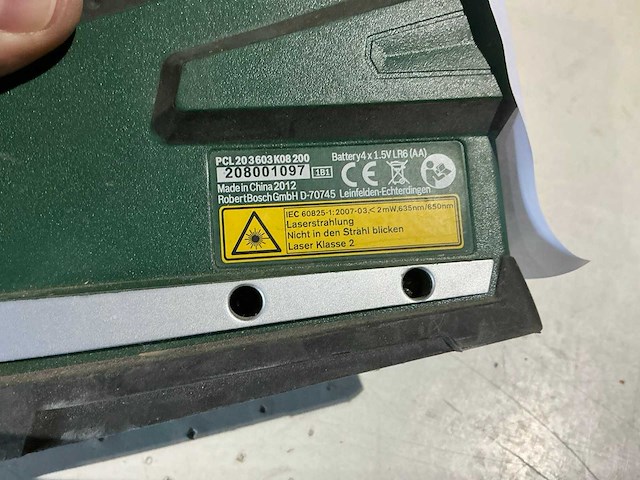 PCL 20 3 603 K08 200 Battery 4 x 1.5V LR6 (AA)
208001097 181 CE
Made in China 2012
Robert Bosch GmbH D-70745 Leinfelden-Echterdingen
IEC 60825-1:2007-03,<2mW,635nm/650nm
Laserstrahlung
Nicht in den Strahl blicken
Laser Klasse 2